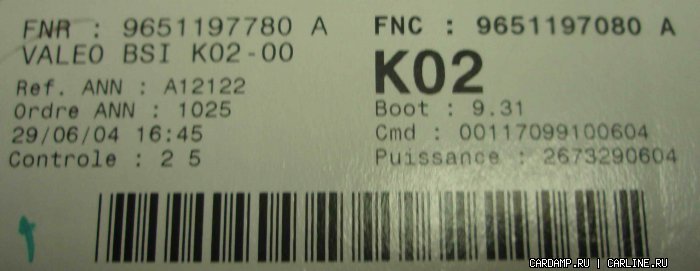 FNR : 9651197780 A
VALEO BSI K02-00
Ref. ANN : A12122
Ordre ANN : 1025
29/06/04 16:45
Controle : 2 5
FNC : 9651197080 A
K02
Boot : 9.31
Cmd : 00117099100604
Puissance : 2673290604
CARDAMP.RU | CARLINE.RU